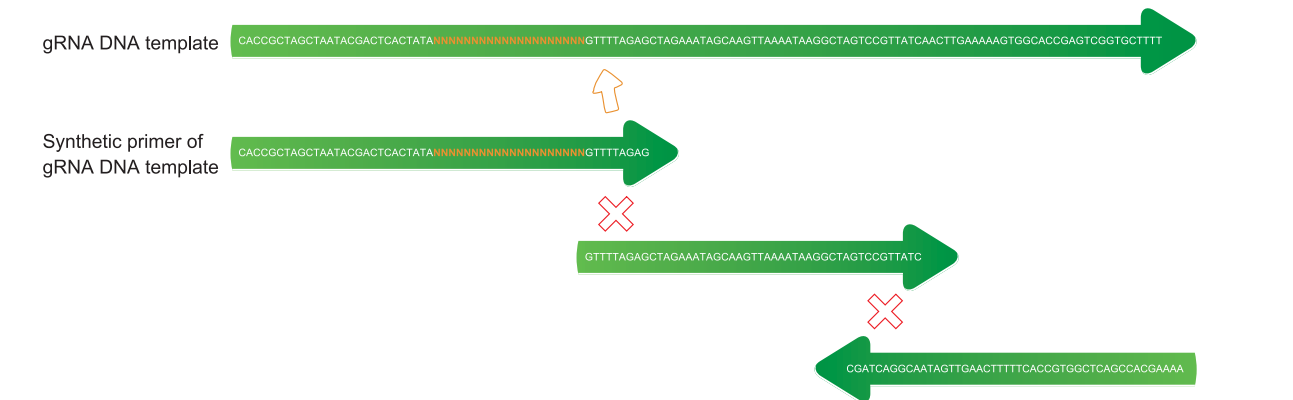 gRNA DNA template
CACCGCTAGCTAATACGACTCACTATANNNNNNNNNNNNNNNNNNNNGTTTTAGAGCTAGAAATAGCAAGTTAAAATAAGGCTAGTCCGTTATCAACTTGAAAAAGTGGCACCGAGTCGGTGCTTTT
Synthetic primer of
gRNA DNA template
CACCGCTAGCTAATACGACTCACTATANNNNNNNNNNNNNNNNNNNNGTTTTAGAG
GTTTTAGAGCTAGAAATAGCAAGTTAAAATAAGGCTAGTCCGTTATC
CGATCAGGCAATAGTTGAACTTTTTCACCGTGGCTCAGCCACGAAAA